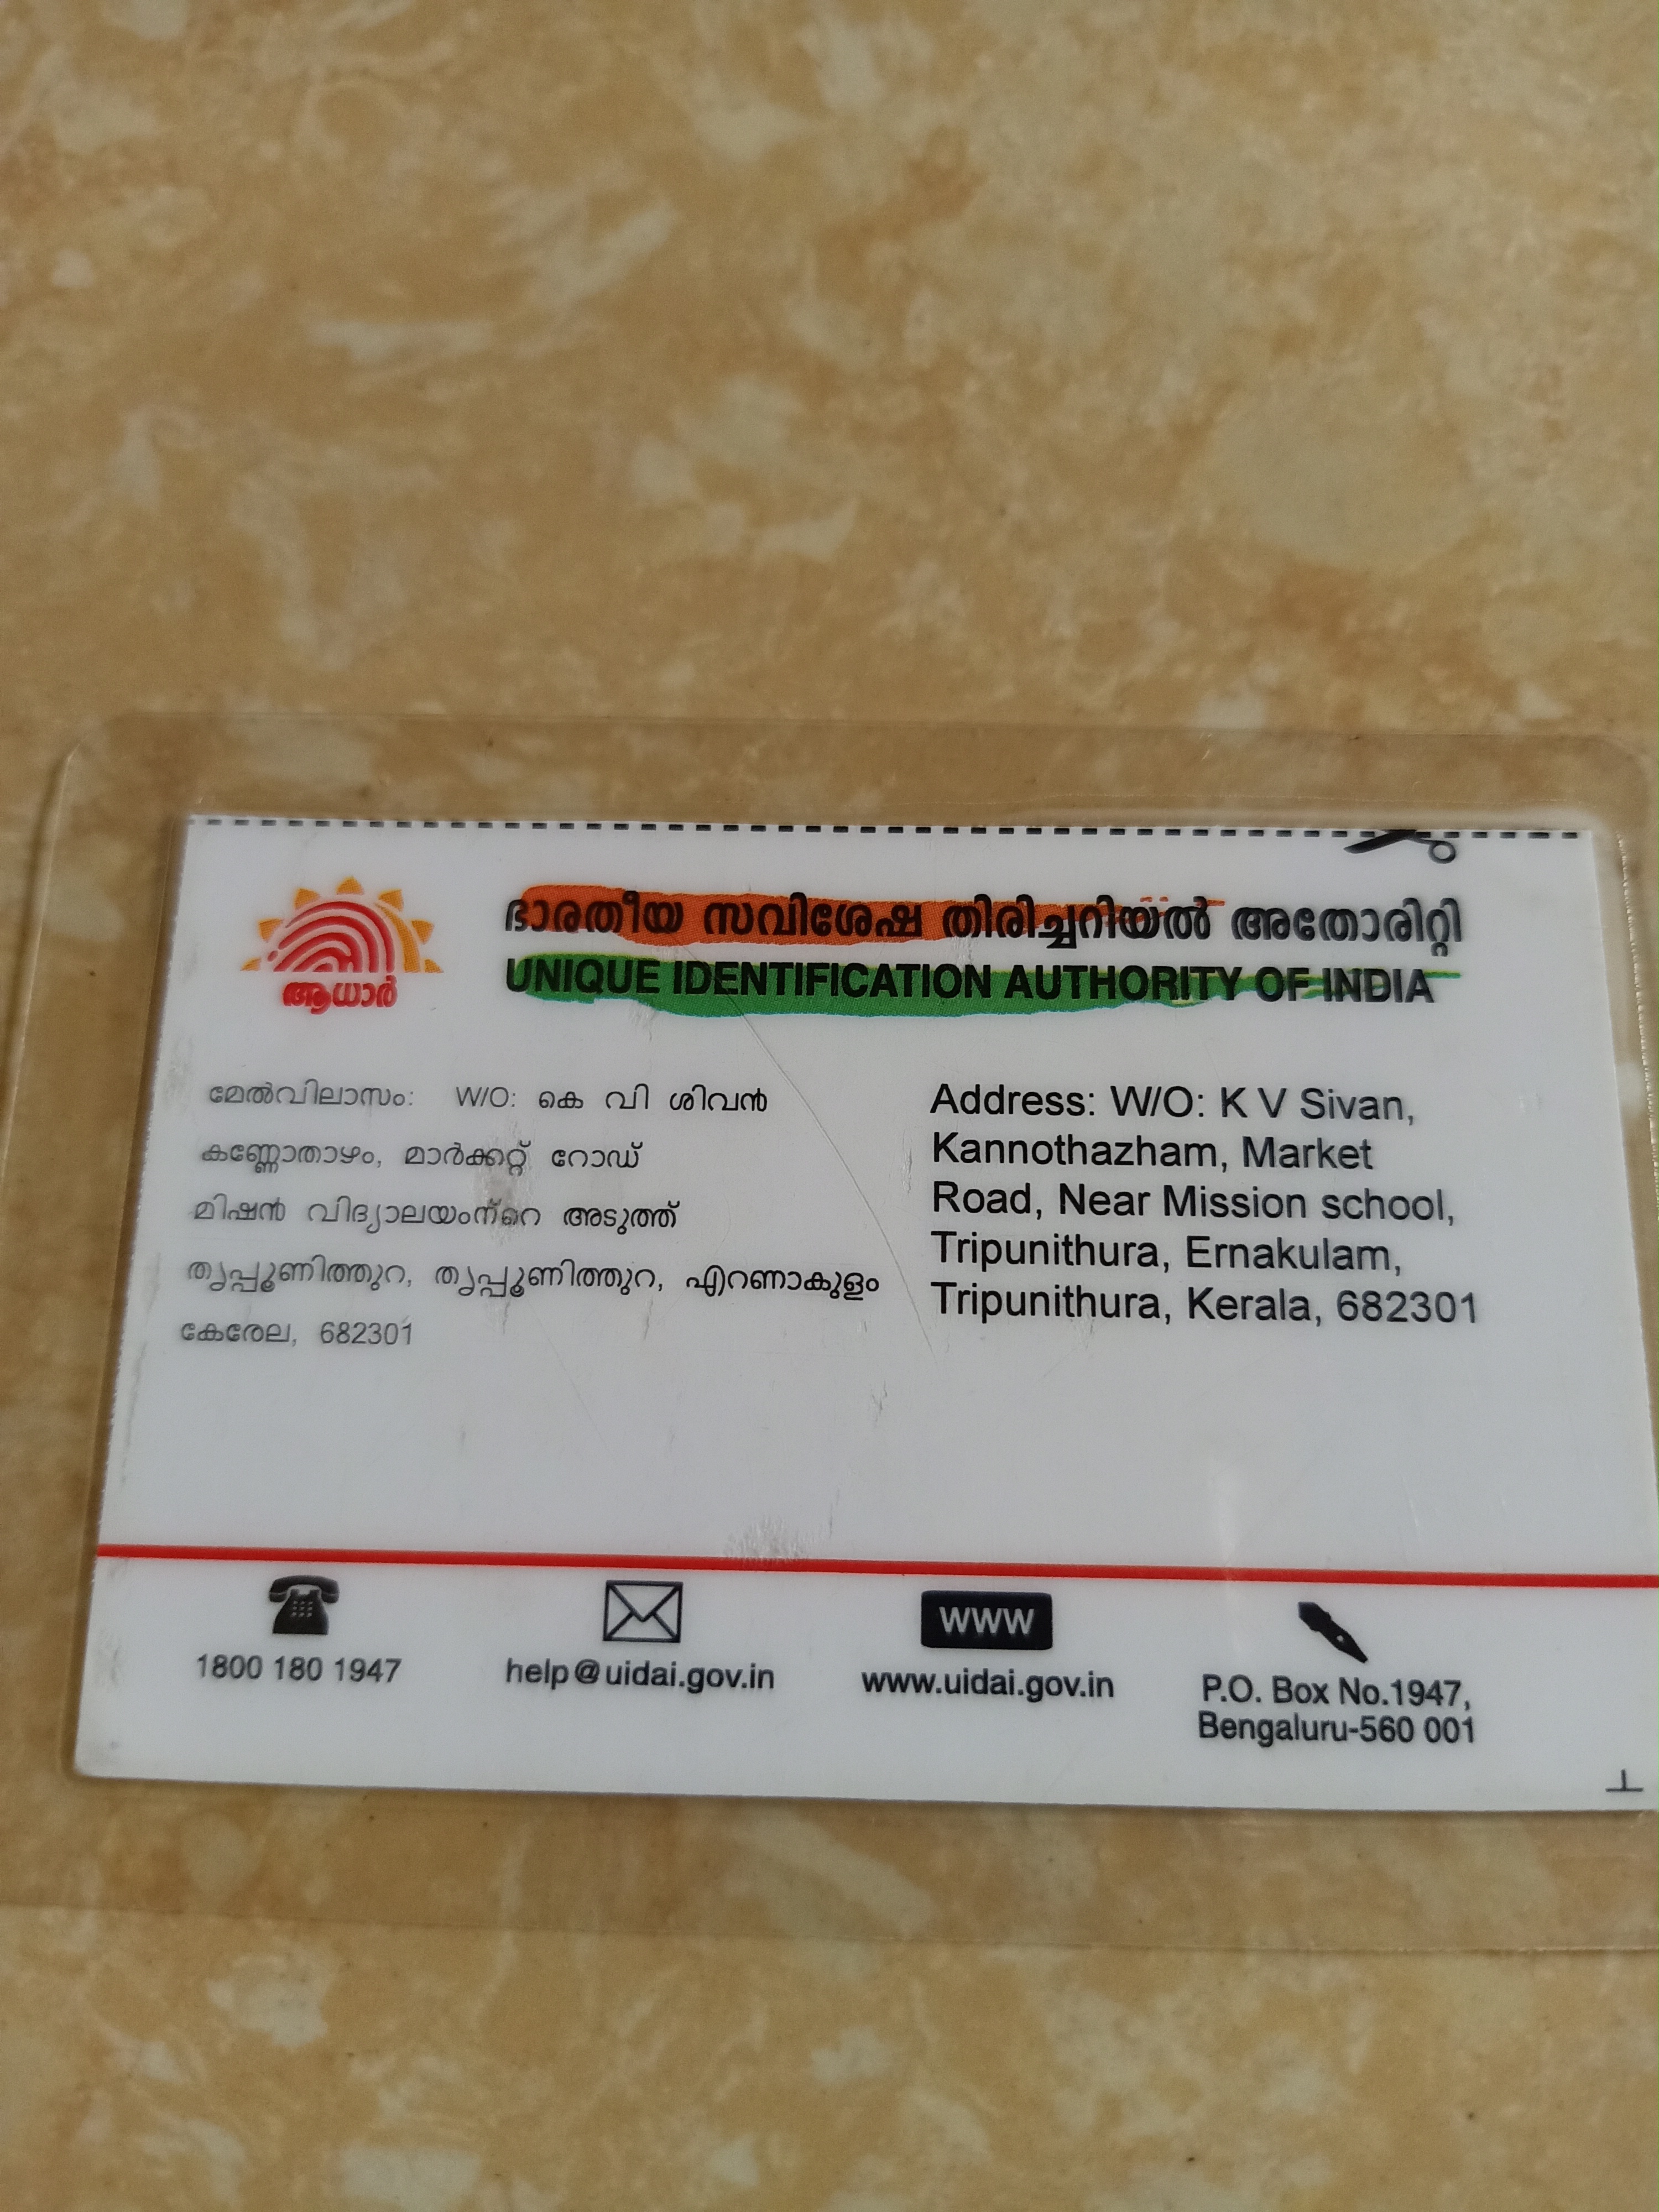 ആധാർ
ഭാരതീയ സവിശേഷ തിരിച്ചറിയൽ അതോരിറ്റി
UNIQUE IDENTIFICATION AUTHORITY OF INDIA
മേൽവിലാസം: W/O: കെ വി ശിവൻ
കണ്ണോതാഴം, മാർക്കറ്റ് റോഡ്
മിഷൻ വിദ്യാലയംന്റെ അടുത്ത്
തൃപ്പൂണിത്തുറ, തൃപ്പൂണിത്തുറ, എറണാകുളം
കേരേല, 682301
Address: W/O: K V Sivan,
Kannothazham, Market
Road, Near Mission school,
Tripunithura, Ernakulam,
Tripunithura, Kerala, 682301
1800 180 1947
help@uidai.gov.in
WWW
www.uidai.gov.in
P.O. Box No.1947,
Bengaluru-560 001